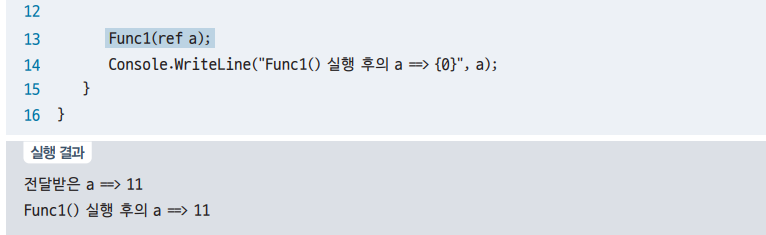 12
13 Func1(ref a);
14 Console.WriteLine("Func1() 실행 후의 a ==> {0}", a);
15 }
16 }
실행 결과
전달받은 a ==> 11
Func1() 실행 후의 a ==> 11